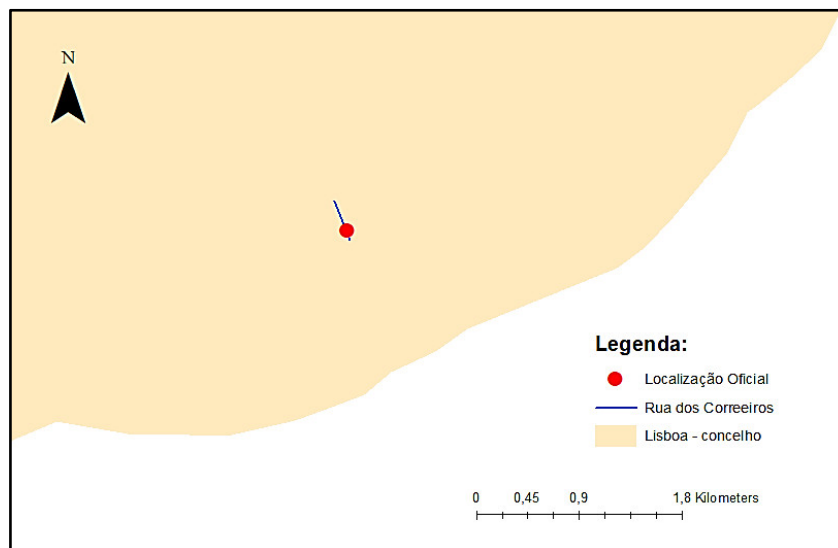 N
Legenda:
Localização Oficial
Rua dos Correeiros
Lisboa - concelho
0 0,45 0,9 1,8 Kilometers